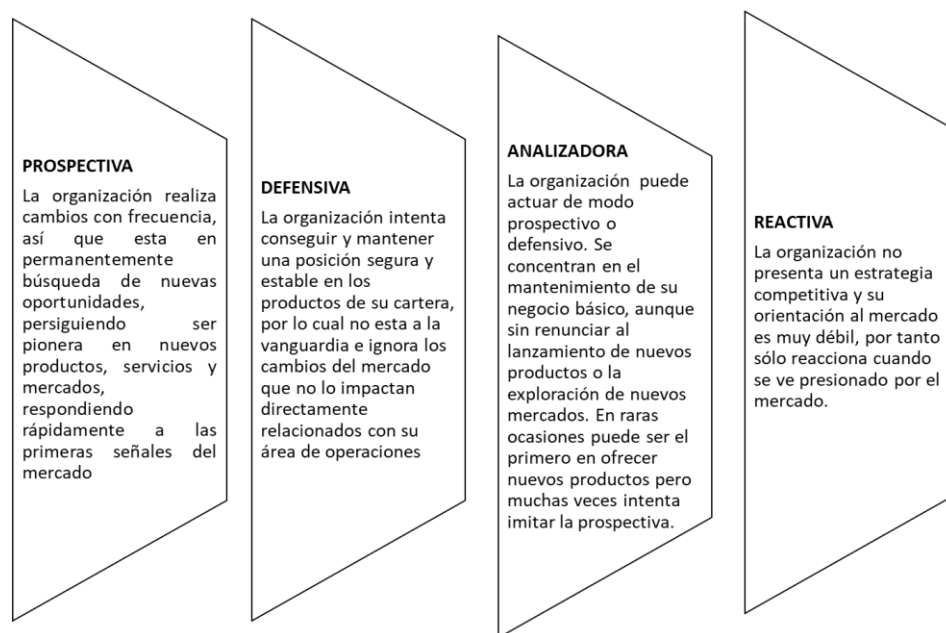 PROSPECTIVA
La organización realiza
cambios con frecuencia,
así que esta en
permanentemente
búsqueda de nuevas
oportunidades,
persiguiendo ser
pionera en nuevos
productos, servicios y
mercados,
respondiendo
rápidamente a las
primeras señales del
mercado
DEFENSIVA
La organización intenta
conseguir y mantener
una posición segura y
estable en los
productos de su cartera,
por lo cual no esta a la
vanguardia e ignora los
cambios del mercado
que no lo impactan
directamente
relacionados con su
área de operaciones
ANALIZADORA
La organización puede
actuar de modo
prospectivo o
defensivo. Se
concentran en el
mantenimiento de su
negocio básico, aunque
sin renunciar al
lanzamiento de nuevos
productos o la
exploración de nuevos
mercados. En raras
ocasiones puede ser el
primero en ofrecer
nuevos productos pero
muchas veces intenta
imitar la prospectiva.
REACTIVA
La organización no
presenta un estrategia
competitiva y su
orientación al mercado
es muy débil, por tanto
sólo reacciona cuando
se ve presionado por el
mercado.